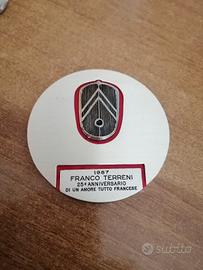 1987
FRANCO TERRENI
25° ANNIVERSARIO
DI UN AMORE TUTTO FRANCESE
subito